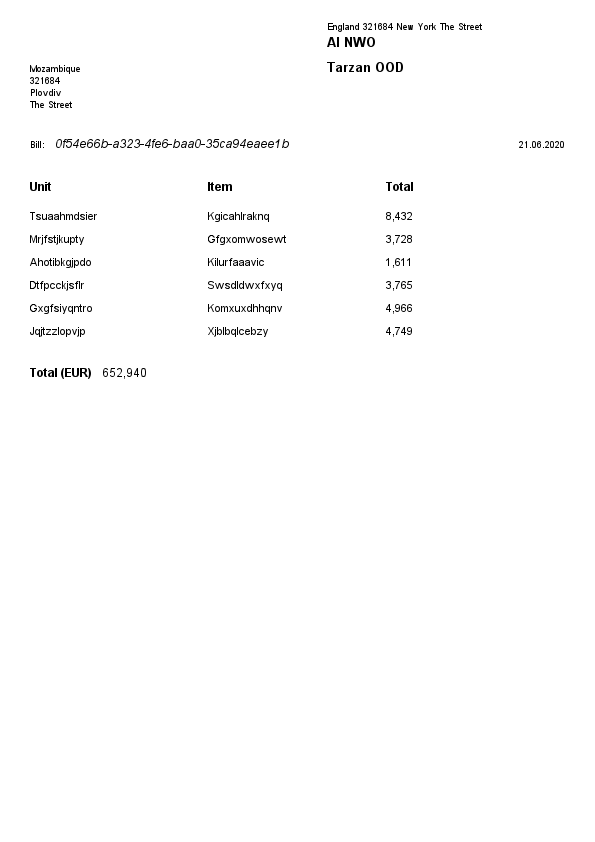 England 321684 New York The Street
AI NWO
Tarzan OOD
Mozambique
321684
Plovdiv
The Street
Bill: 0f54e66b-a323-4fe6-baa0-35ca94eaee1b 21.06.2020
Unit Item Total
Tsuaahmdsier Kgicahlraknq 8,432
Mrjfstjkupty Gfgxomwosewt 3,728
Ahotibkgjpdo Kilurfaaavic 1,611
Dtfpcckjsflr Swsdldwxfxyq 3,765
Gxgfsiyqntro Komxuxdhhqnv 4,966
Jqjtzzlopvjp Xjblbqlcebzy 4,749
Total (EUR) 652,940